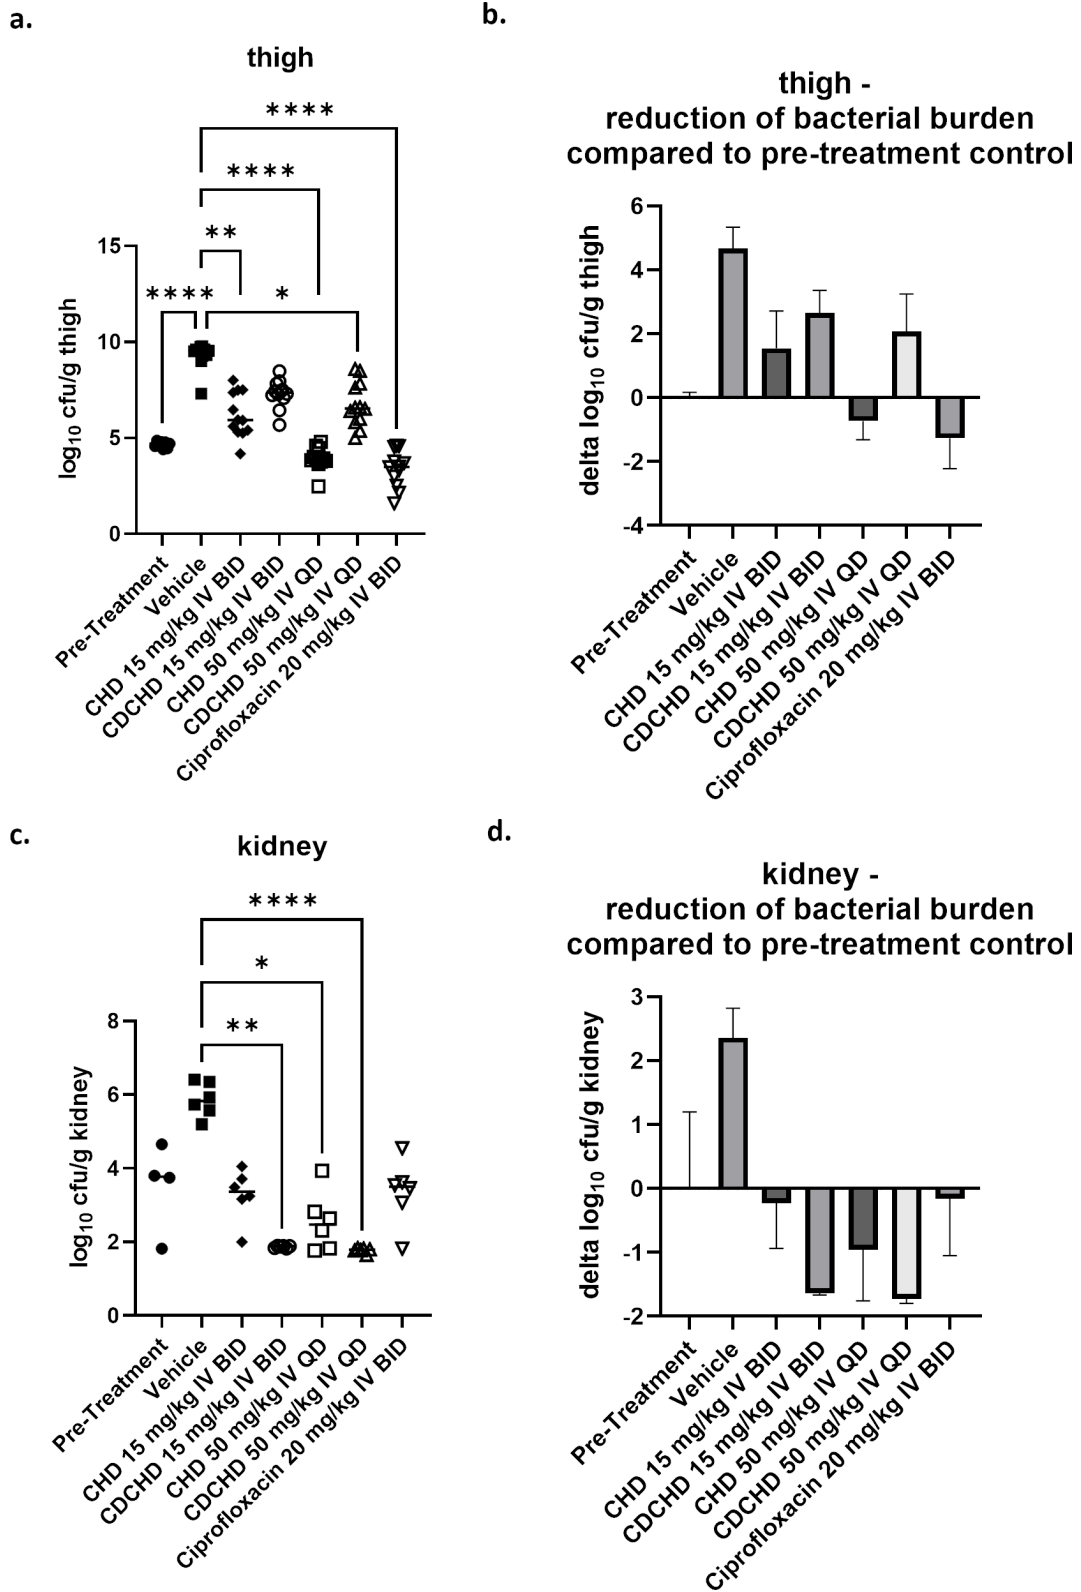 a.
thigh
****
****
**
****
*
15
10
5
0
log10 cfu/g thigh
Pre-Treatment
Vehicle
CHD 15 mg/kg IV BID
CDCHD 15 mg/kg IV BID
CHD 50 mg/kg IV QD
CDCHD 50 mg/kg IV QD
Ciprofloxacin 20 mg/kg IV BID
b.
thigh -
reduction of bacterial burden
compared to pre-treatment control
6
4
2
0
-2
-4
delta log10 cfu/g thigh
Pre-Treatment
Vehicle
CHD 15 mg/kg IV BID
CDCHD 15 mg/kg IV BID
CHD 50 mg/kg IV QD
CDCHD 50 mg/kg IV QD
Ciprofloxacin 20 mg/kg IV BID
c.
kidney
****
*
**
8
6
4
2
0
log10 cfu/g kidney
Pre-Treatment
Vehicle
CHD 15 mg/kg IV BID
CDCHD 15 mg/kg IV BID
CHD 50 mg/kg IV QD
CDCHD 50 mg/kg IV QD
Ciprofloxacin 20 mg/kg IV BID
d.
kidney -
reduction of bacterial burden
compared to pre-treatment control
3
2
1
0
-1
-2
delta log10 cfu/g kidney
Pre-Treatment
Vehicle
CHD 15 mg/kg IV BID
CDCHD 15 mg/kg IV BID
CHD 50 mg/kg IV QD
CDCHD 50 mg/kg IV QD
Ciprofloxacin 20 mg/kg IV BID